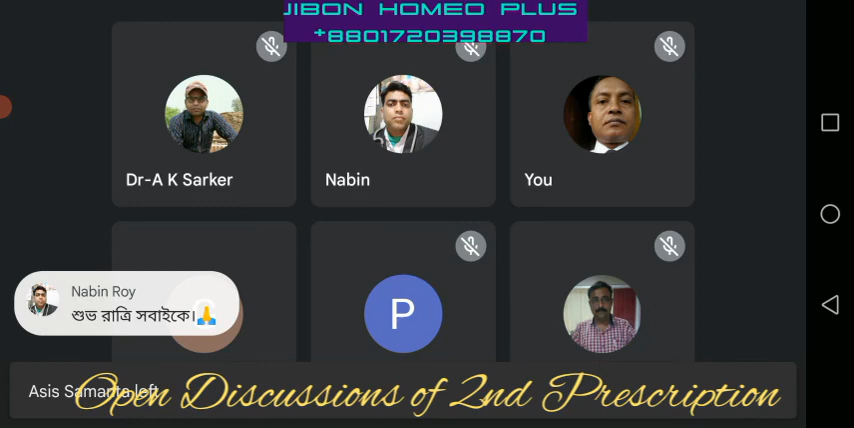 JIBON HOMEO PLUS
+8801720398870
Dr-A K Sarker
Nabin
You
Nabin Roy
শুভ রাত্রি সবাইকে।🙏
P
Asis Samanta left
Open Discussions of 2nd Prescription